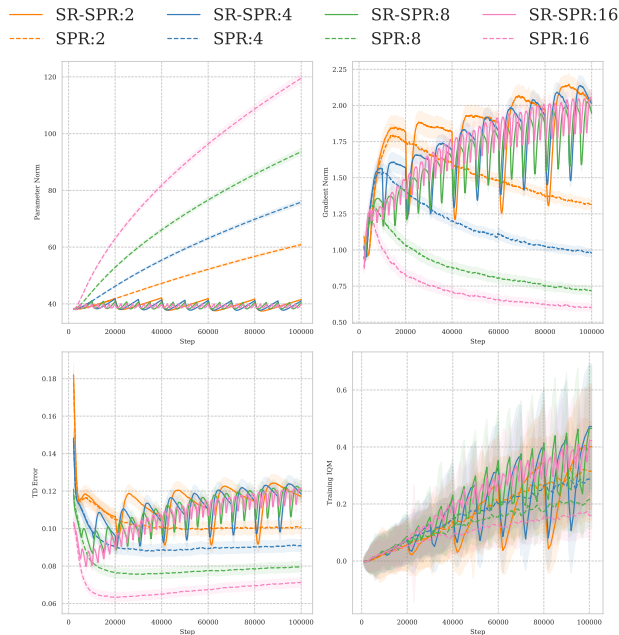 SR-SPR:2 SR-SPR:4 SR-SPR:8 SR-SPR:16
SPR:2 SPR:4 SPR:8 SPR:16
120
100
80
60
40
Parameter Norm
0 20000 40000 60000 80000 100000
Step
2.25
2.00
1.75
1.50
1.25
1.00
0.75
0.50
Gradient Norm
0 20000 40000 60000 80000 100000
Step
0.18
0.16
0.14
0.12
0.10
0.08
0.06
TD Error
0 20000 40000 60000 80000 100000
Step
0.6
0.4
0.2
0.0
Training IQM
0 20000 40000 60000 80000 100000
Step